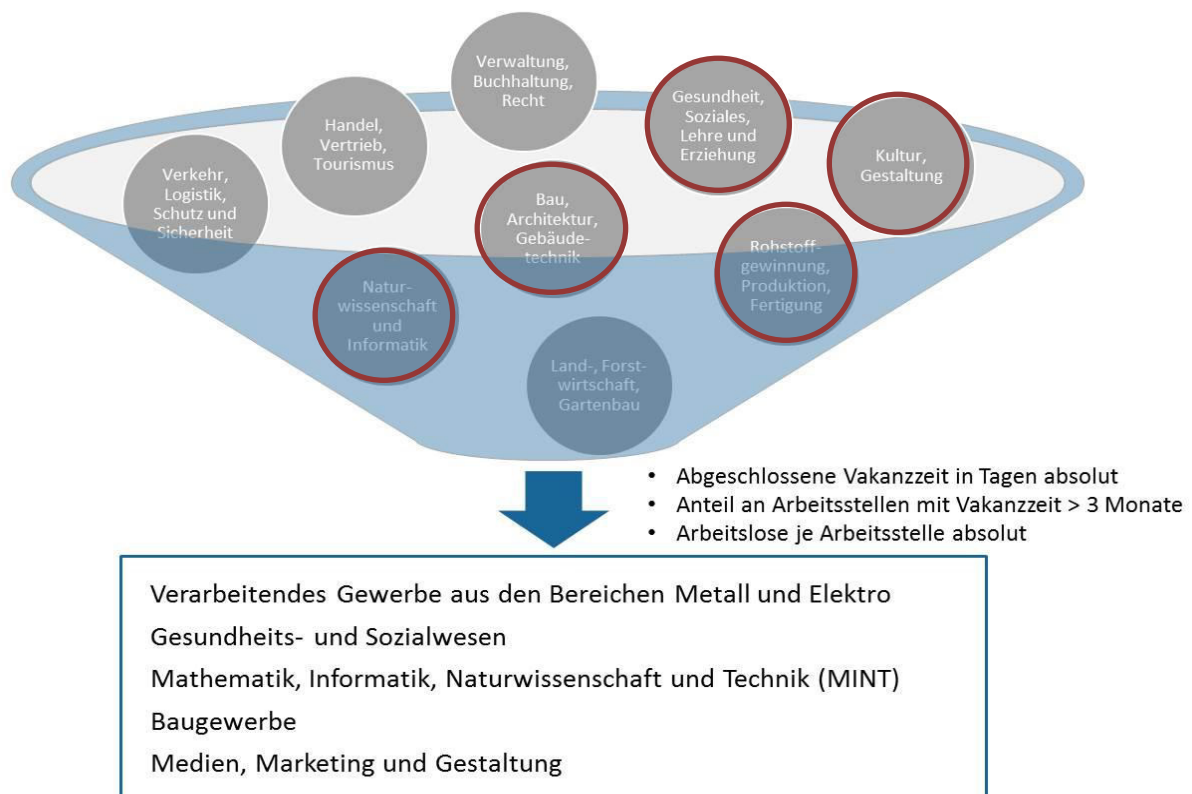 Verwaltung,
Buchhaltung,
Recht
Gesundheit,
Soziales,
Lehre und
Erziehung
Handel,
Vertrieb,
Tourismus
Kultur,
Gestaltung
Verkehr,
Logistik,
Schutz und
Sicherheit
Bau,
Architektur,
Gebäude-
technik
Rohstoff-
gewinnung,
Produktion,
Fertigung
Natur-
wissenschaft
und
Informatik
Land-, Forst-
wirtschaft,
Gartenbau
• Abgeschlossene Vakanzzeit in Tagen absolut
• Anteil an Arbeitsstellen mit Vakanzzeit > 3 Monate
• Arbeitslose je Arbeitsstelle absolut
Verarbeitendes Gewerbe aus den Bereichen Metall und Elektro
Gesundheits- und Sozialwesen
Mathematik, Informatik, Naturwissenschaft und Technik (MINT)
Baugewerbe
Medien, Marketing und Gestaltung